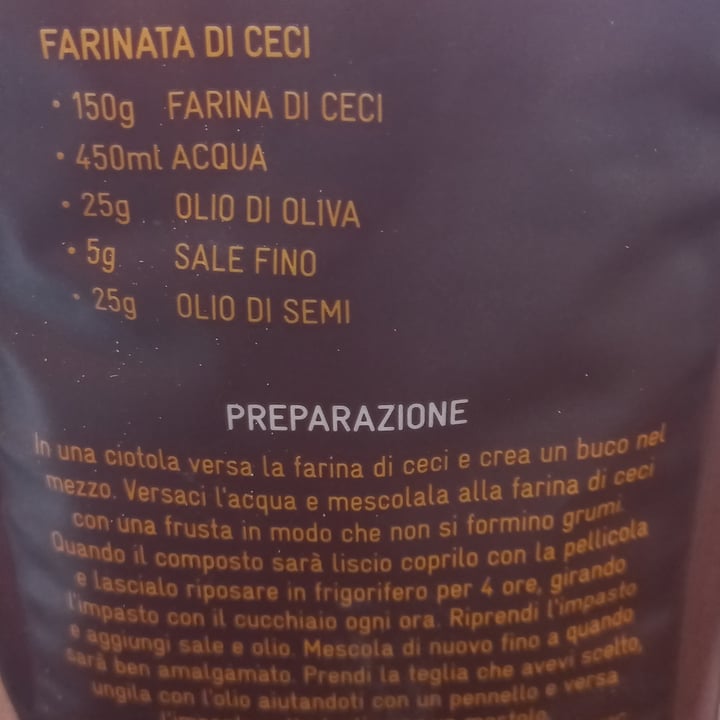 FARINATA DI CECI
• 150g FARINA DI CECI
• 450ml ACQUA
• 25g OLIO DI OLIVA
• 5g SALE FINO
• 25g OLIO DI SEMI
PREPARAZIONE
In una ciotola versa la farina di ceci e crea un buco nel
mezzo. Versaci l'acqua e mescolala alla farina di ceci
con una frusta in modo che non si formino grumi.
Quando il composto sarà liscio coprilo con la pellicola
e lascialo riposare in frigorifero per 4 ore, girando
l'impasto con il cucchiaio ogni ora. Riprendi l'impasto
e aggiungi sale e olio. Mescola di nuovo fino a quando
sarà ben amalgamato. Prendi la teglia che avevi scelto,
ungila con l'olio aiutandoti con un pennello e versa